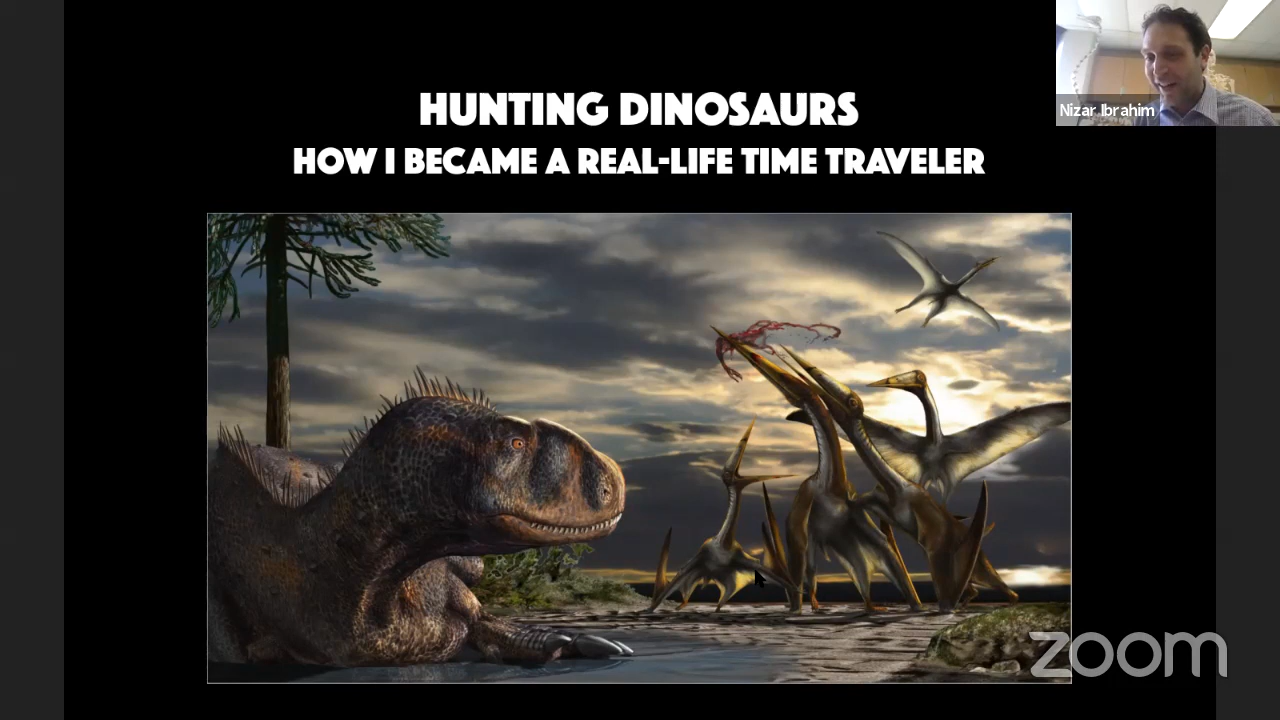 HUNTING DINOSAURS
HOW I BECAME A REAL-LIFE TIME TRAVELER
Nizar Ibrahim
zoom